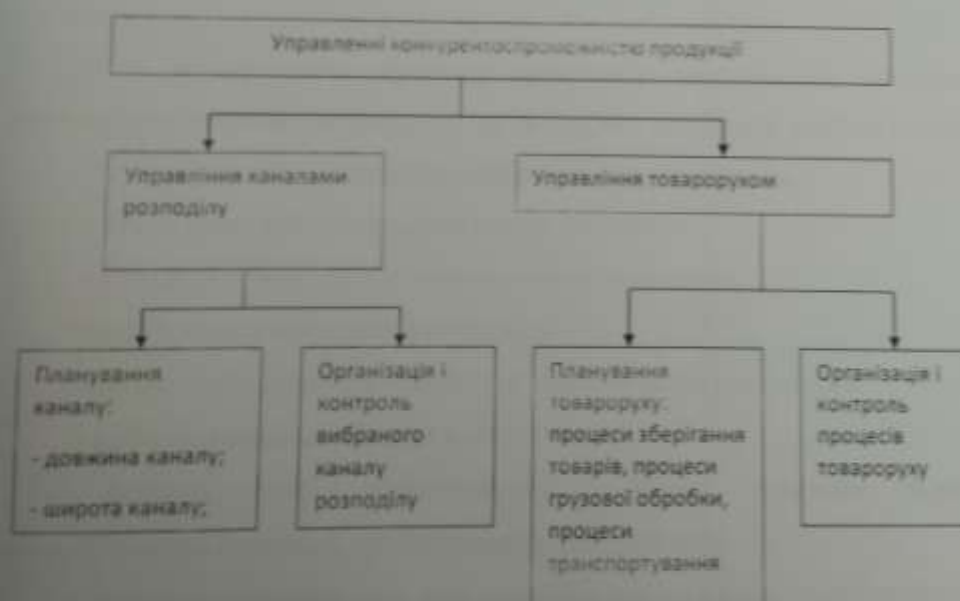 Управленні конкурентоспроможністю продукції
Управління каналами
розподілу
Управління товарорухом
Планування
каналу:
- довжина каналу;
- широта каналу;
Організація і
контроль
вибраного
каналу
розподілу
Планування
товароруху:
процеси зберігання
товарів, процеси
грузової обробки,
процеси
транспортування
Організація і
контроль
процесів
товароруху